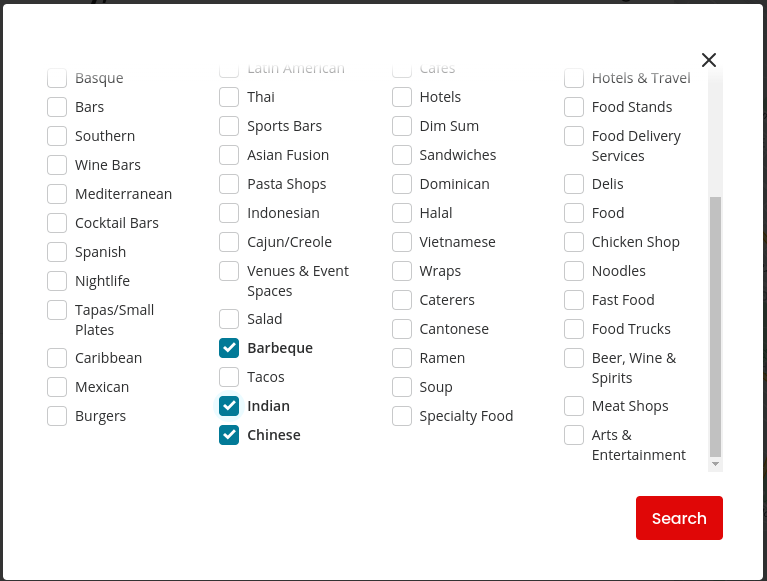 Basque
Bars
Southern
Wine Bars
Mediterranean
Cocktail Bars
Spanish
Nightlife
Tapas/Small
Plates
Caribbean
Mexican
Burgers
Latin American
Thai
Sports Bars
Asian Fusion
Pasta Shops
Indonesian
Cajun/Creole
Venues & Event
Spaces
Salad
Barbeque
Tacos
Indian
Chinese
Cafes
Hotels
Dim Sum
Sandwiches
Dominican
Halal
Vietnamese
Wraps
Caterers
Cantonese
Ramen
Soup
Specialty Food
Hotels & Travel
Food Stands
Food Delivery
Services
Delis
Food
Chicken Shop
Noodles
Fast Food
Food Trucks
Beer, Wine &
Spirits
Meat Shops
Arts &
Entertainment
Search